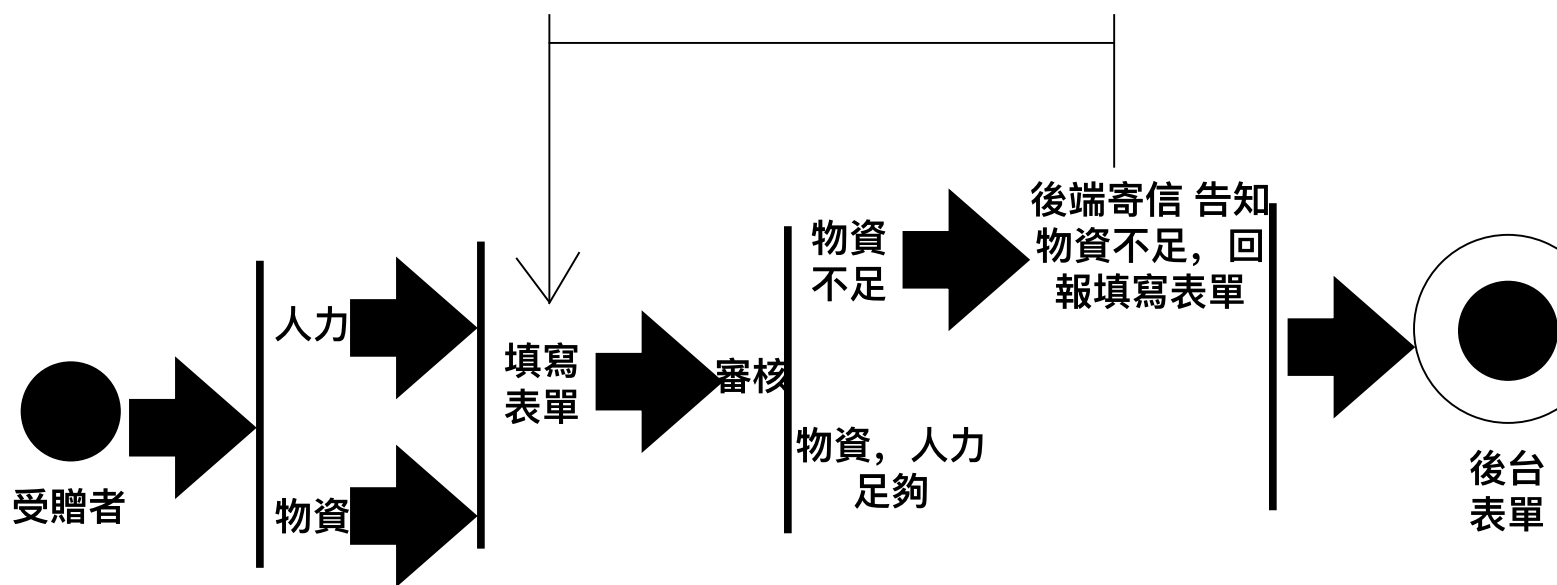 受贈者
人力
物資
填寫
表單
審核
物資
不足
物資，人力
足夠
後端寄信 告知
物資不足，回
報填寫表單
後台
表單